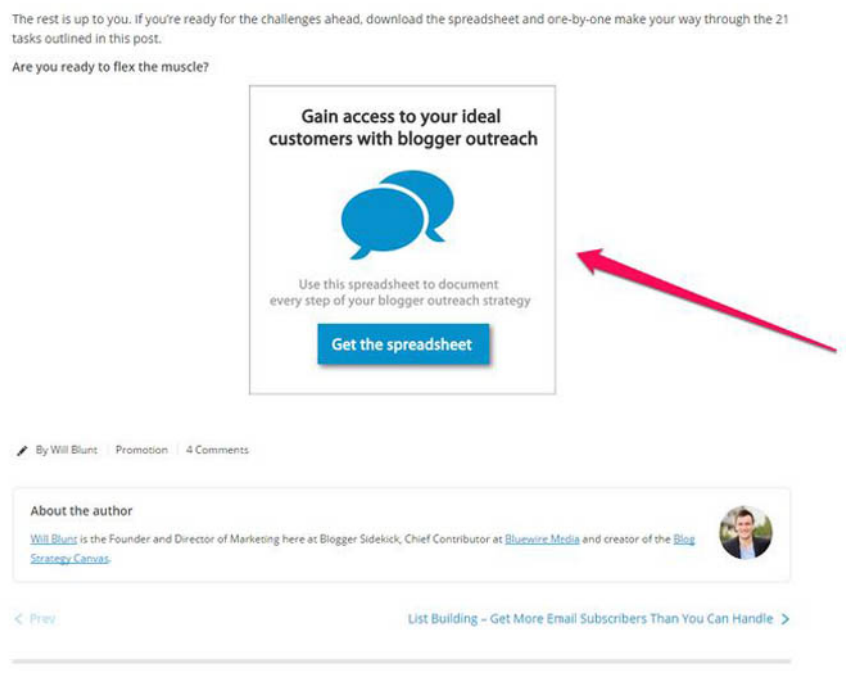 The rest is up to you. If you're ready for the challenges ahead, download the spreadsheet and one-by-one make your way through the 21
tasks outlined in this post.
Are you ready to flex the muscle?
Gain access to your ideal
customers with blogger outreach
Use this spreadsheet to document
every step of your blogger outreach strategy
Get the spreadsheet
By Will Blunt Promotion 4 Comments
About the author
Will Blunt is the Founder and Director of Marketing here at Blogger Sidekick, Chief Contributor at Bluewire Media and creator of the Blog
Strategy Canvas.
Prev
List Building – Get More Email Subscribers Than You Can Handle